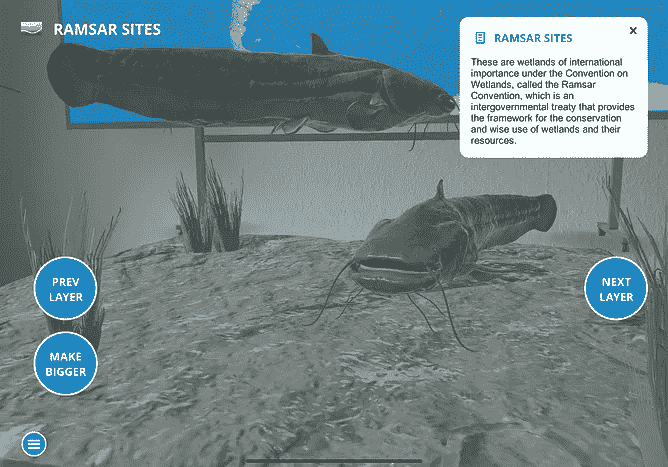 RAMSAR SITES
RAMSAR SITES
These are wetlands of international
importance under the Convention on
Wetlands, called the Ramsar
Convention, which is an
intergovernmental treaty that provides
the framework for the conservation
and wise use of wetlands and their
resources.
PREV
LAYER
NEXT
LAYER
MAKE
BIGGER